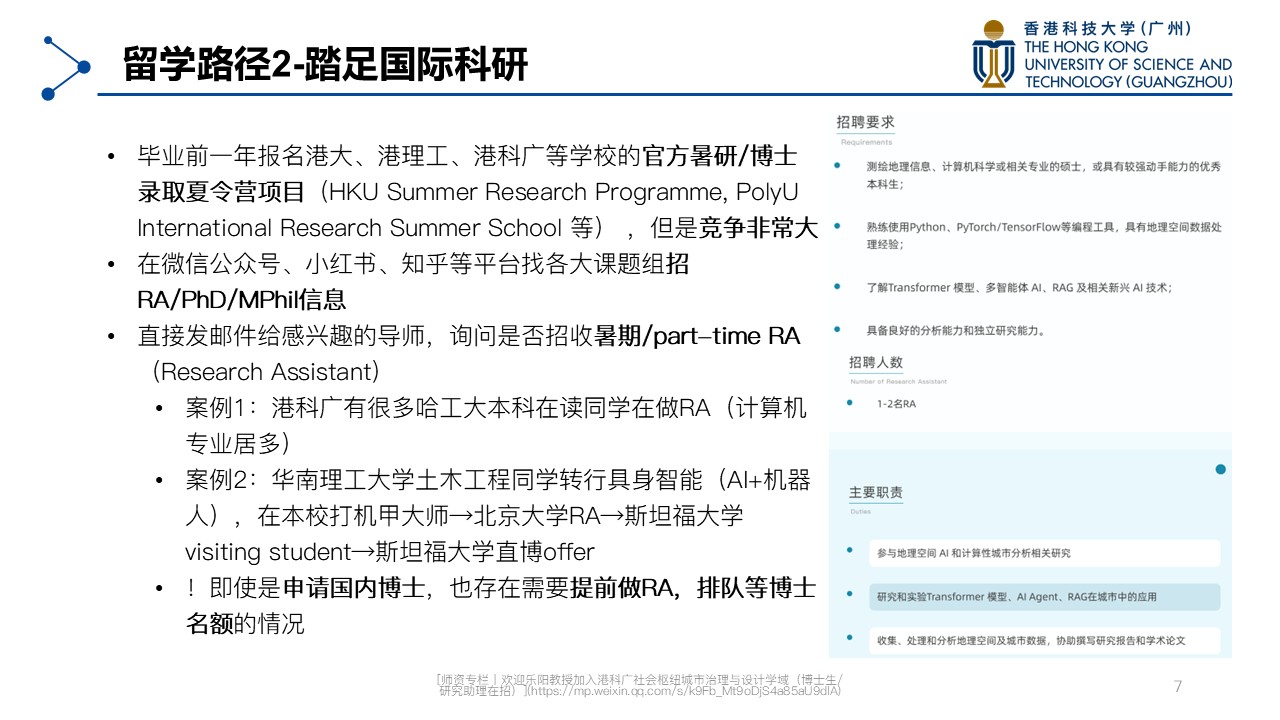 留学路径2-踏足国际科研
香港科技大学(广州)
THE HONG KONG
UNIVERSITY OF SCIENCE AND
TECHNOLOGY (GUANGZHOU)
• 毕业前一年报名港大、港理工、港科广等学校的官方暑研/博士
录取夏令营项目（HKU Summer Research Programme, PolyU
International Research Summer School 等），但是竞争非常大
• 在微信公众号、小红书、知乎等平台找各大课题组招
RA/PhD/MPhil信息
• 直接发邮件给感兴趣的导师，询问是否招收暑期/part-time RA
（Research Assistant）
• 案例1：港科广有很多哈工大本科在读同学在做RA（计算机
专业居多）
• 案例2：华南理工大学土木工程同学转行具身智能（AI+机器
人），在本校打机甲大师→北京大学RA→斯坦福大学
visiting student→斯坦福大学直博offer
• ！即使是申请国内博士，也存在需要提前做RA，排队等博士
名额的情况
招聘要求
Requirements
• 测绘地理信息、计算机科学或相关专业的硕士，或具有较强动手能力的优秀
本科生；
• 熟练使用Python、PyTorch/TensorFlow等编程工具，具有地理空间数据处
理经验；
• 了解Transformer 模型、多智能体 AI、RAG 及相关新兴 AI 技术；
• 具备良好的分析能力和独立研究能力。
招聘人数
Number of Research Assistant
• 1-2名RA
主要职责
Duties
• 参与地理空间 AI 和计算性城市分析相关研究
• 研究和实验Transformer 模型、AI Agent、RAG在城市中的应用
• 收集、处理和分析地理空间及城市数据，协助撰写研究报告和学术论文
[师资专栏 | 欢迎乐阳教授加入港科广社会枢纽城市治理与设计学域（博士生/
研究助理在招）](https://mp.weixin.qq.com/s/k9Fb_Mt9oDjS4a85aU9dIA)
7